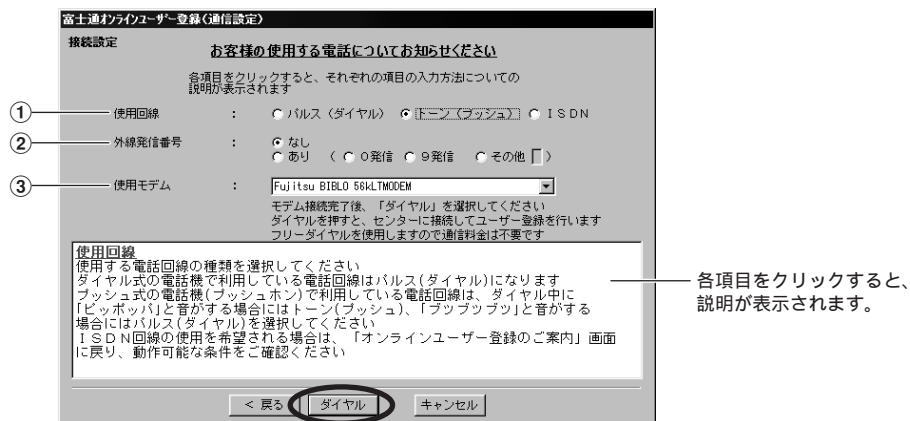 富士通オンラインユーザー登録(通信設定)
接続設定
お客様の使用する電話についてお知らせください
各項目をクリックすると、それぞれの項目の入力方法についての
説明が表示されます
① 使用回線 : パルス(ダイヤル) トーン(プッシュ) ISDN
② 外線発信番号 : なし
あり ( 0発信 9発信 その他 )
③ 使用モデム : Fujitsu BIBLO 56kLTMODEM
モデム接続完了後、「ダイヤル」を選択してください
ダイヤルを押すと、センターに接続してユーザー登録を行います
フリーダイヤルを使用しますので通信料金は不要です
使用回線
使用する電話回線の種類を選択してください
ダイヤル式の電話機で利用している電話回線はパルス(ダイヤル)になります
プッシュ式の電話機(プッシュホン)で利用している電話回線は、ダイヤル中に
「ピッポッパ」と音がする場合にはトーン(プッシュ)、「プツプツプツ」と音がする
場合にはパルス(ダイヤル)を選択してください
ISDN回線の使用を希望される場合は、「オンラインユーザー登録のご案内」画面
に戻り、動作可能な条件をご確認ください
各項目をクリックすると、
説明が表示されます。
< 戻る ダイヤル キャンセル